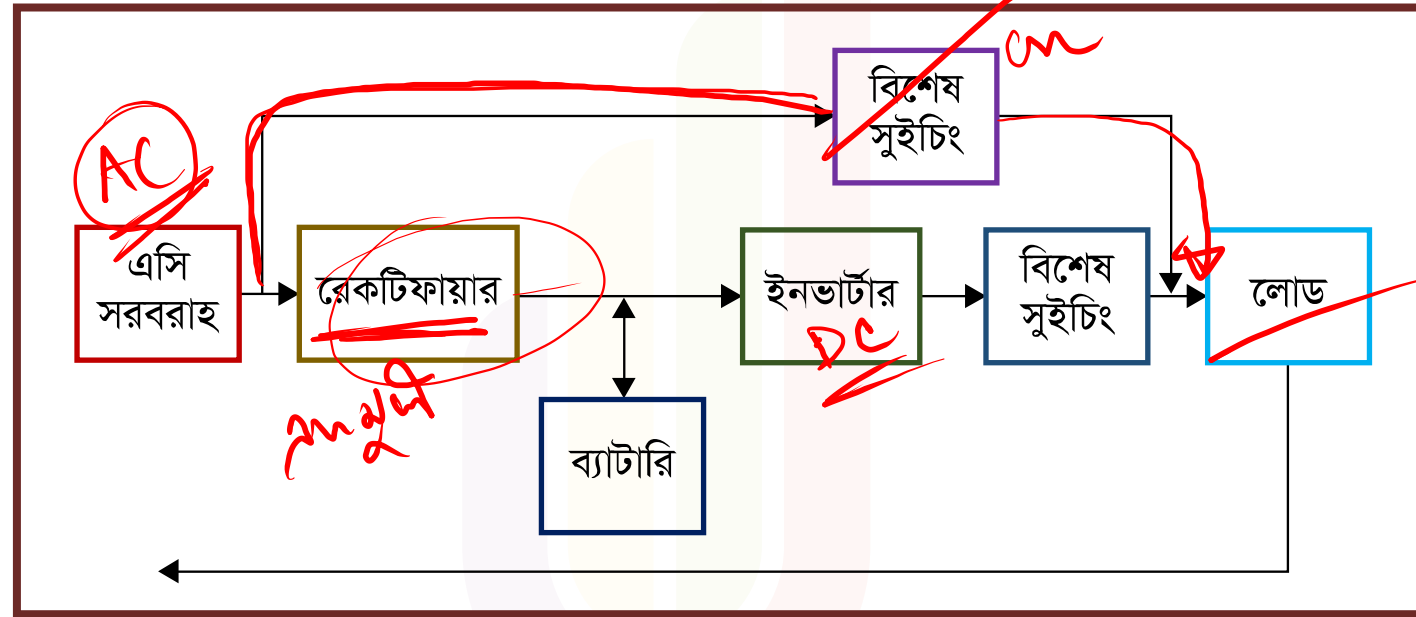 বিশেষ
সুইচিং
AC
এসি
সরবরাহ
রেকটিফায়ার
ইনভার্টার
DC
বিশেষ
সুইচিং
লোড
ব্যাটারি